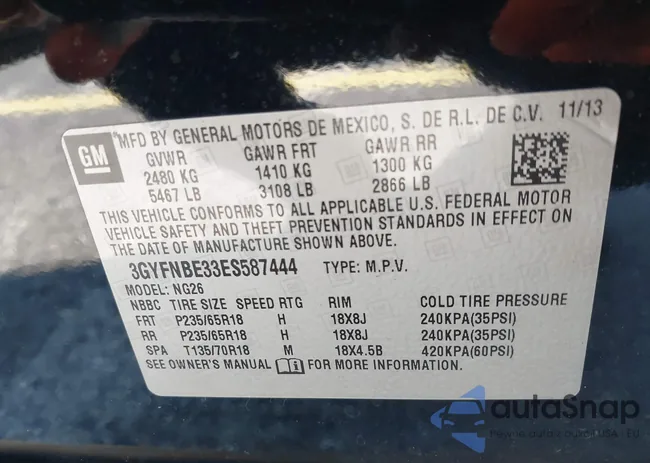 MFD BY GENERAL MOTORS DE MEXICO, S. DE R.L. DE C.V. 11/13
GM
GVWR GAWR FRT GAWR RR
2480 KG 1410 KG 1300 KG
5467 LB 3108 LB 2866 LB
THIS VEHICLE CONFORMS TO ALL APPLICABLE U.S. FEDERAL MOTOR
VEHICLE SAFETY AND THEFT PREVENTION STANDARDS IN EFFECT ON
THE DATE OF MANUFACTURE SHOWN ABOVE.
3GYFNBE33ES587444 TYPE: M.P.V.
MODEL: NG26
NBBC TIRE SIZE SPEED RTG RIM COLD TIRE PRESSURE
FRT P235/65R18 H 18X8J 240KPA(35PSI)
RR P235/65R18 H 18X8J 240KPA(35PSI)
SPA T135/70R18 M 18X4.5B 420KPA(60PSI)
SEE OWNER'S MANUAL FOR MORE INFORMATION.
autoSnap